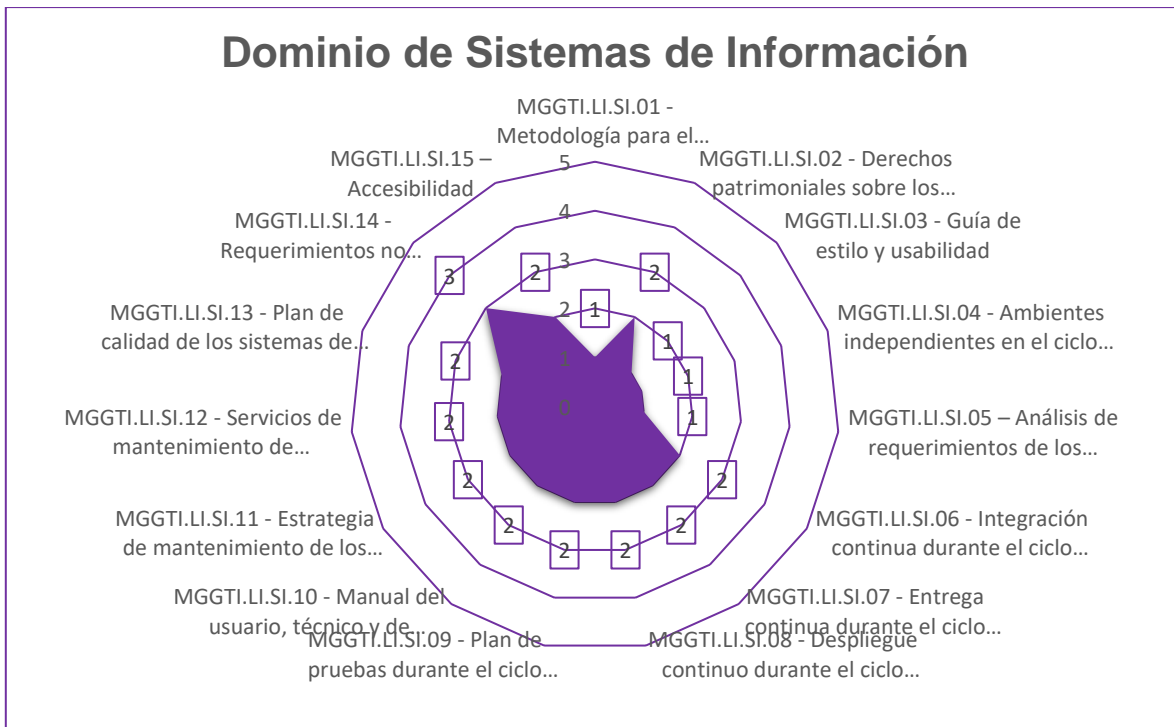 Dominio de Sistemas de Información
MGGTI.LI.SI.01 -
Metodología para el...
MGGTI.LI.SI.02 - Derechos
patrimoniales sobre los...
MGGTI.LI.SI.03 - Guía de
estilo y usabilidad
MGGTI.LI.SI.04 - Ambientes
independientes en el ciclo...
MGGTI.LI.SI.05 – Análisis de
requerimientos de los...
MGGTI.LI.SI.06 - Integración
continua durante el ciclo...
MGGTI.LI.SI.07 - Entrega
continua durante el ciclo...
MGGTI.LI.SI.08 - Despliegue
continuo durante el ciclo...
MGGTI.LI.SI.09 - Plan de
pruebas durante el ciclo...
MGGTI.LI.SI.10 - Manual del
usuario, técnico y de...
MGGTI.LI.SI.11 - Estrategia
de mantenimiento de los...
MGGTI.LI.SI.12 - Servicios de
mantenimiento de...
MGGTI.LI.SI.13 - Plan de
calidad de los sistemas de...
MGGTI.LI.SI.14 -
Requerimientos no...
MGGTI.LI.SI.15 –
Accesibilidad
5
4
3
2
1
0
1
2
1
1
1
2
2
2
2
2
2
2
2
3
2